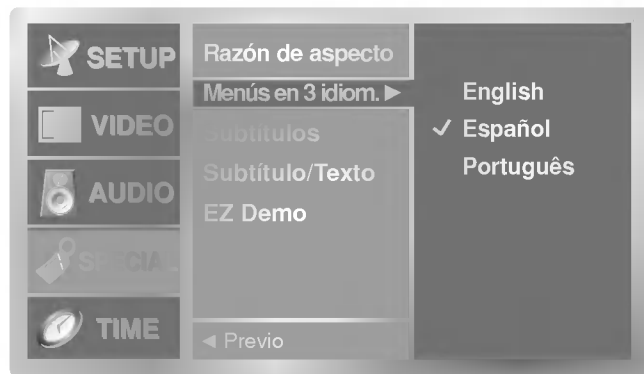 SETUP
VIDEO
AUDIO
SPECIAL
TIME
Razón de aspecto
Menús en 3 idiom. ►
Subtítulos
Subtítulo/Texto
EZ Demo
◄ Previo
English
✓ Español
Português